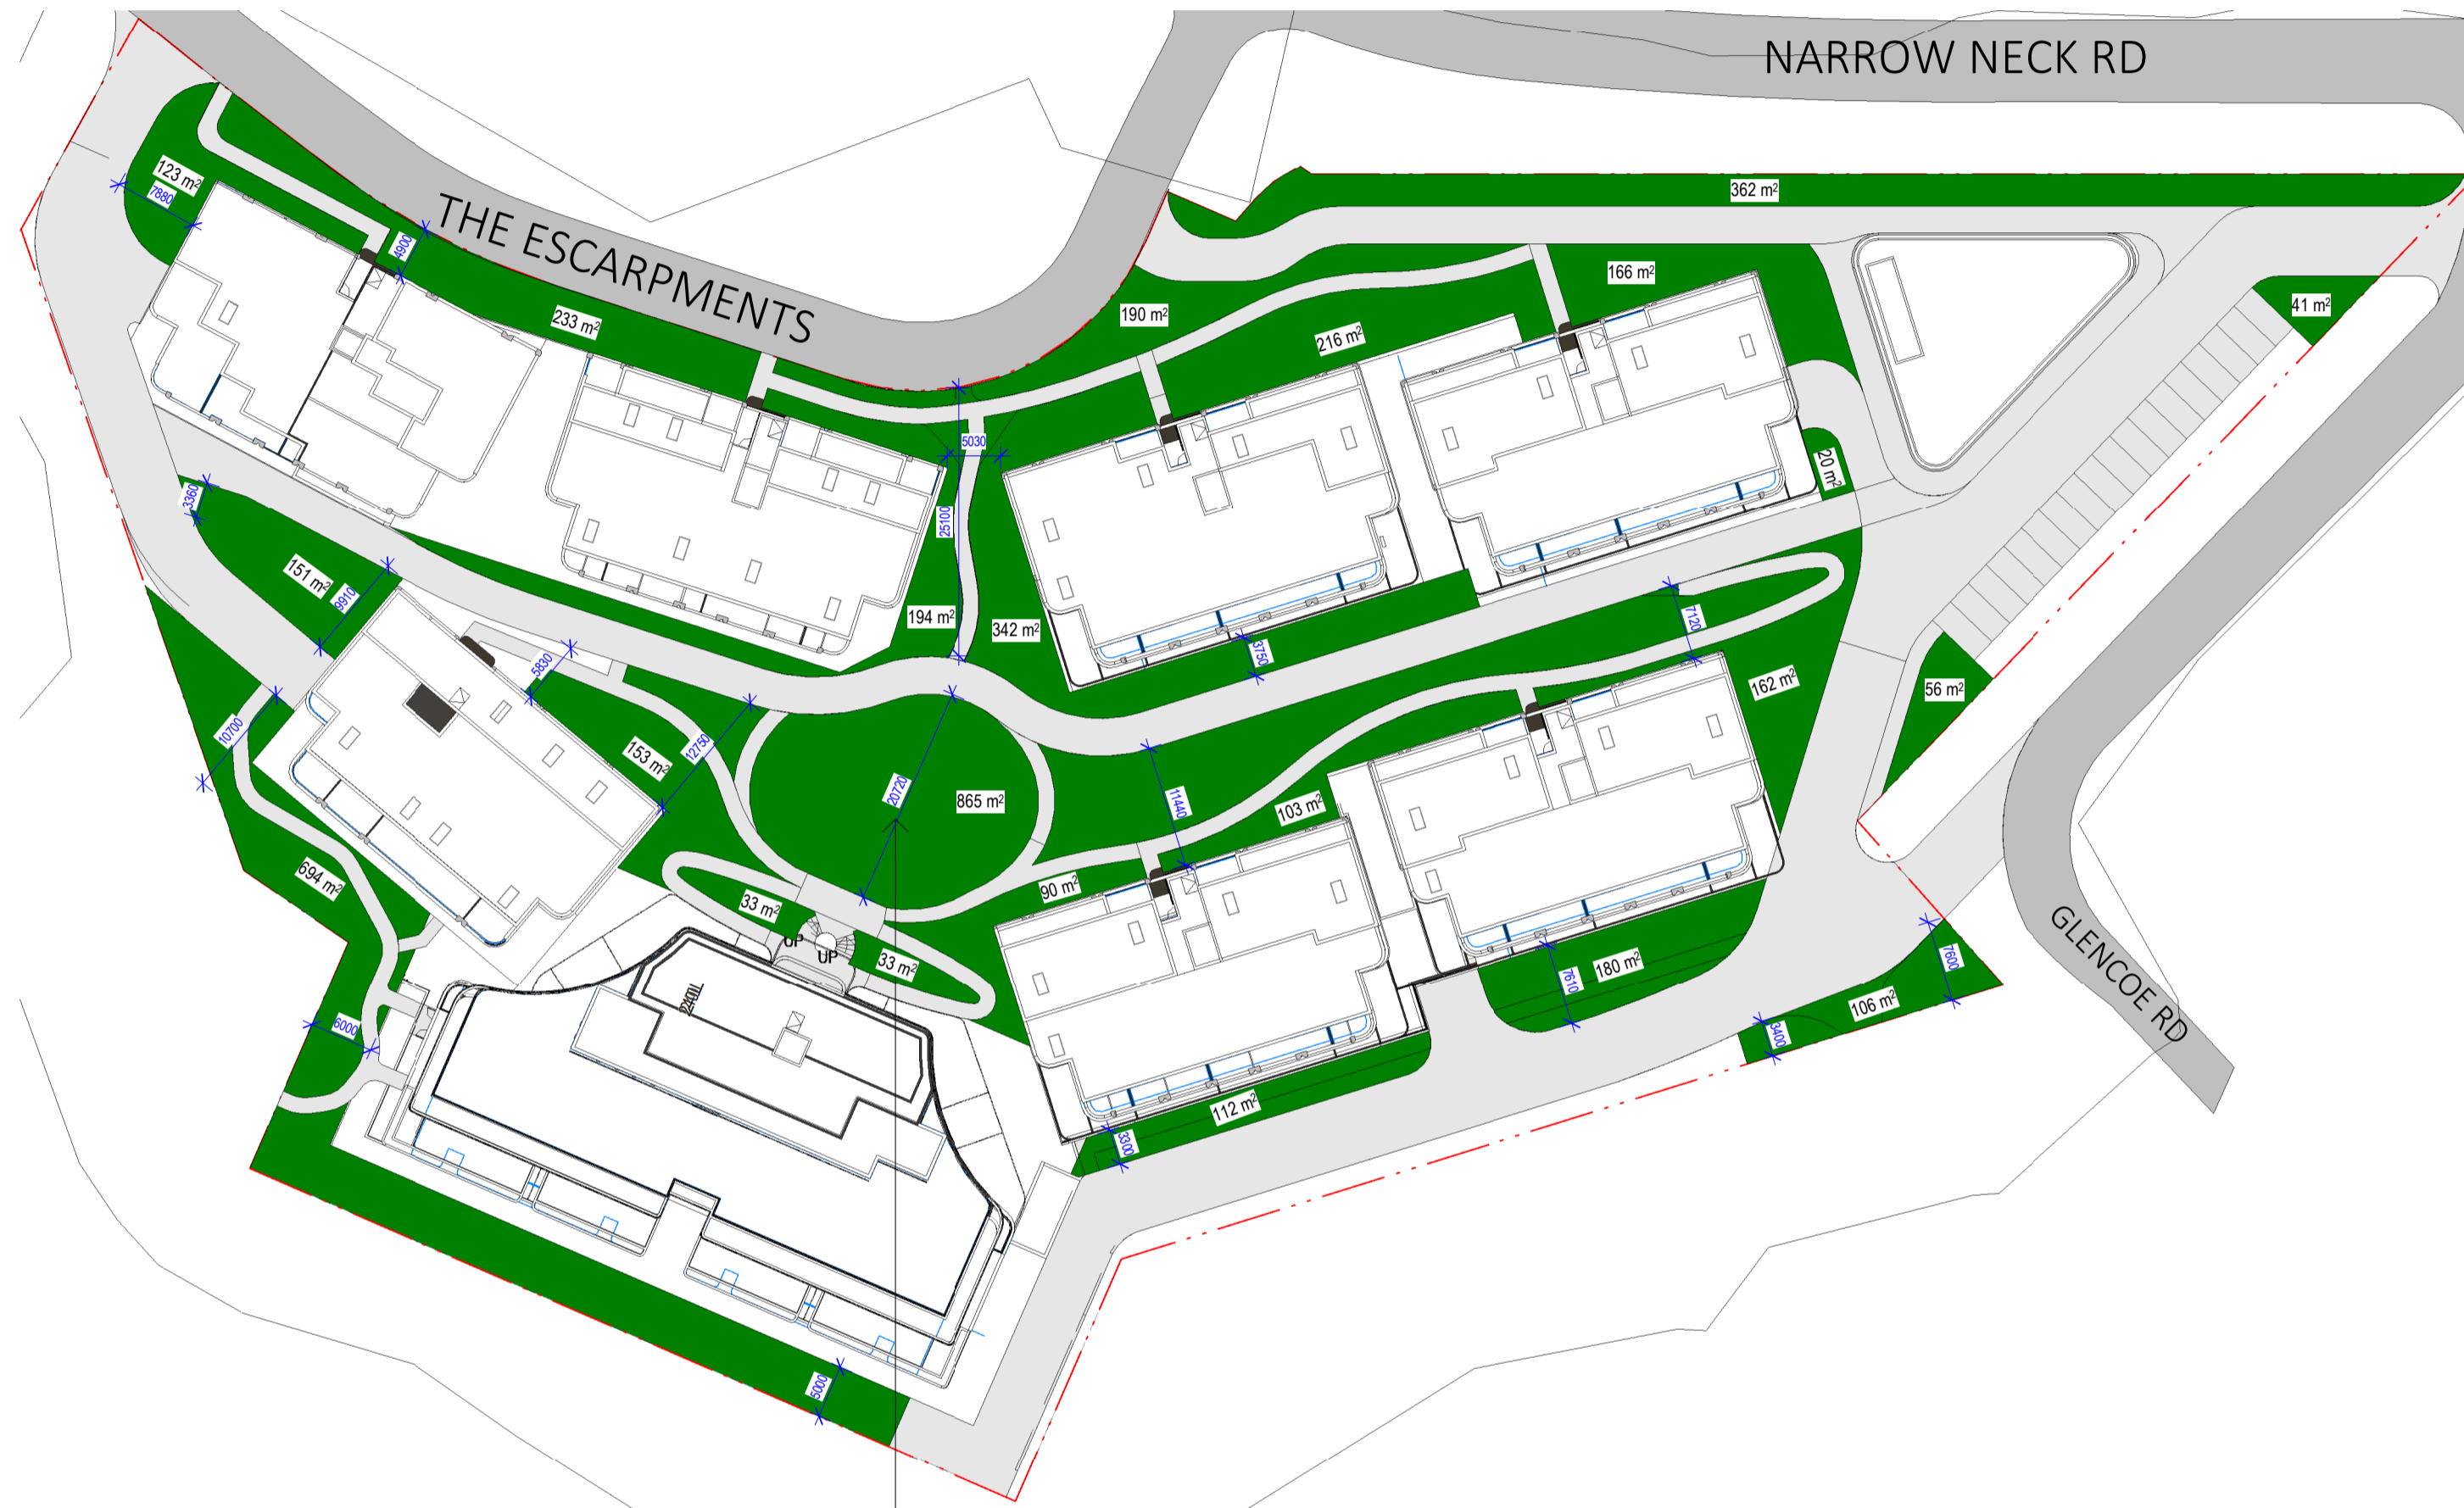 NARROW NECK RD
123 m²
7880
362 m²
THE ESCARPMENTS
4900
166 m²
41 m²
233 m²
190 m²
216 m²
5030
20 m²
3360
25100
151 m²
9910
194 m²
342 m²
3750
7120
5830
162 m²
56 m²
10700
153 m²
12750
20720
865 m²
11440
103 m²
694 m²
33 m²
90 m²
UP
UP
33 m²
180 m²
7610
GLENCOE RD
7600
106 m²
6000
3400
112 m²
3300
5000